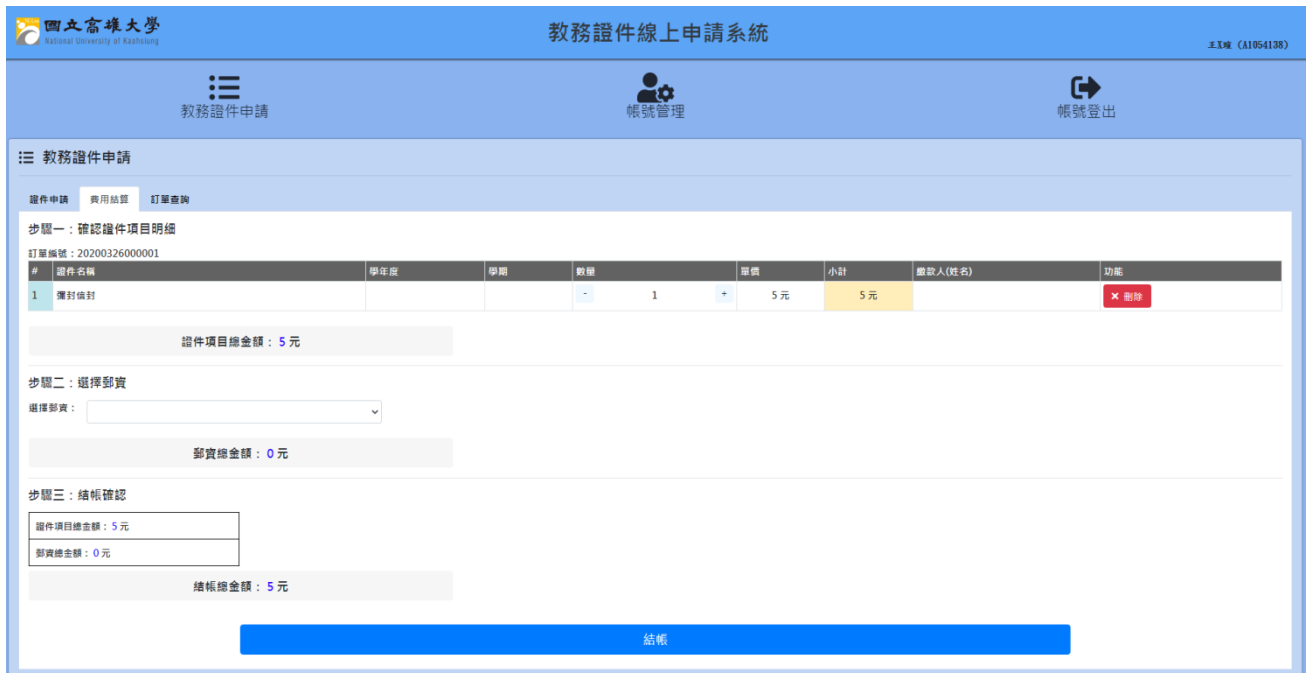 國立高雄大學
National University of Kaohsiung
教務證件線上申請系統
(A1054138)
教務證件申請
帳號管理
帳號登出
教務證件申請
證件申請
費用結算
訂單查詢
步驟一：確認證件項目明細
訂單編號：20200326000001
# 證件名稱 學年度 學期 數量 單價 小計 繳款人(姓名) 功能
1 彌封信封 - 1 + 5 元 5 元 × 刪除
證件項目總金額： 5 元
步驟二：選擇郵資
選擇郵資：
郵資總金額： 0 元
步驟三：結帳確認
證件項目總金額： 5 元
郵資總金額： 0 元
結帳總金額： 5 元
結帳